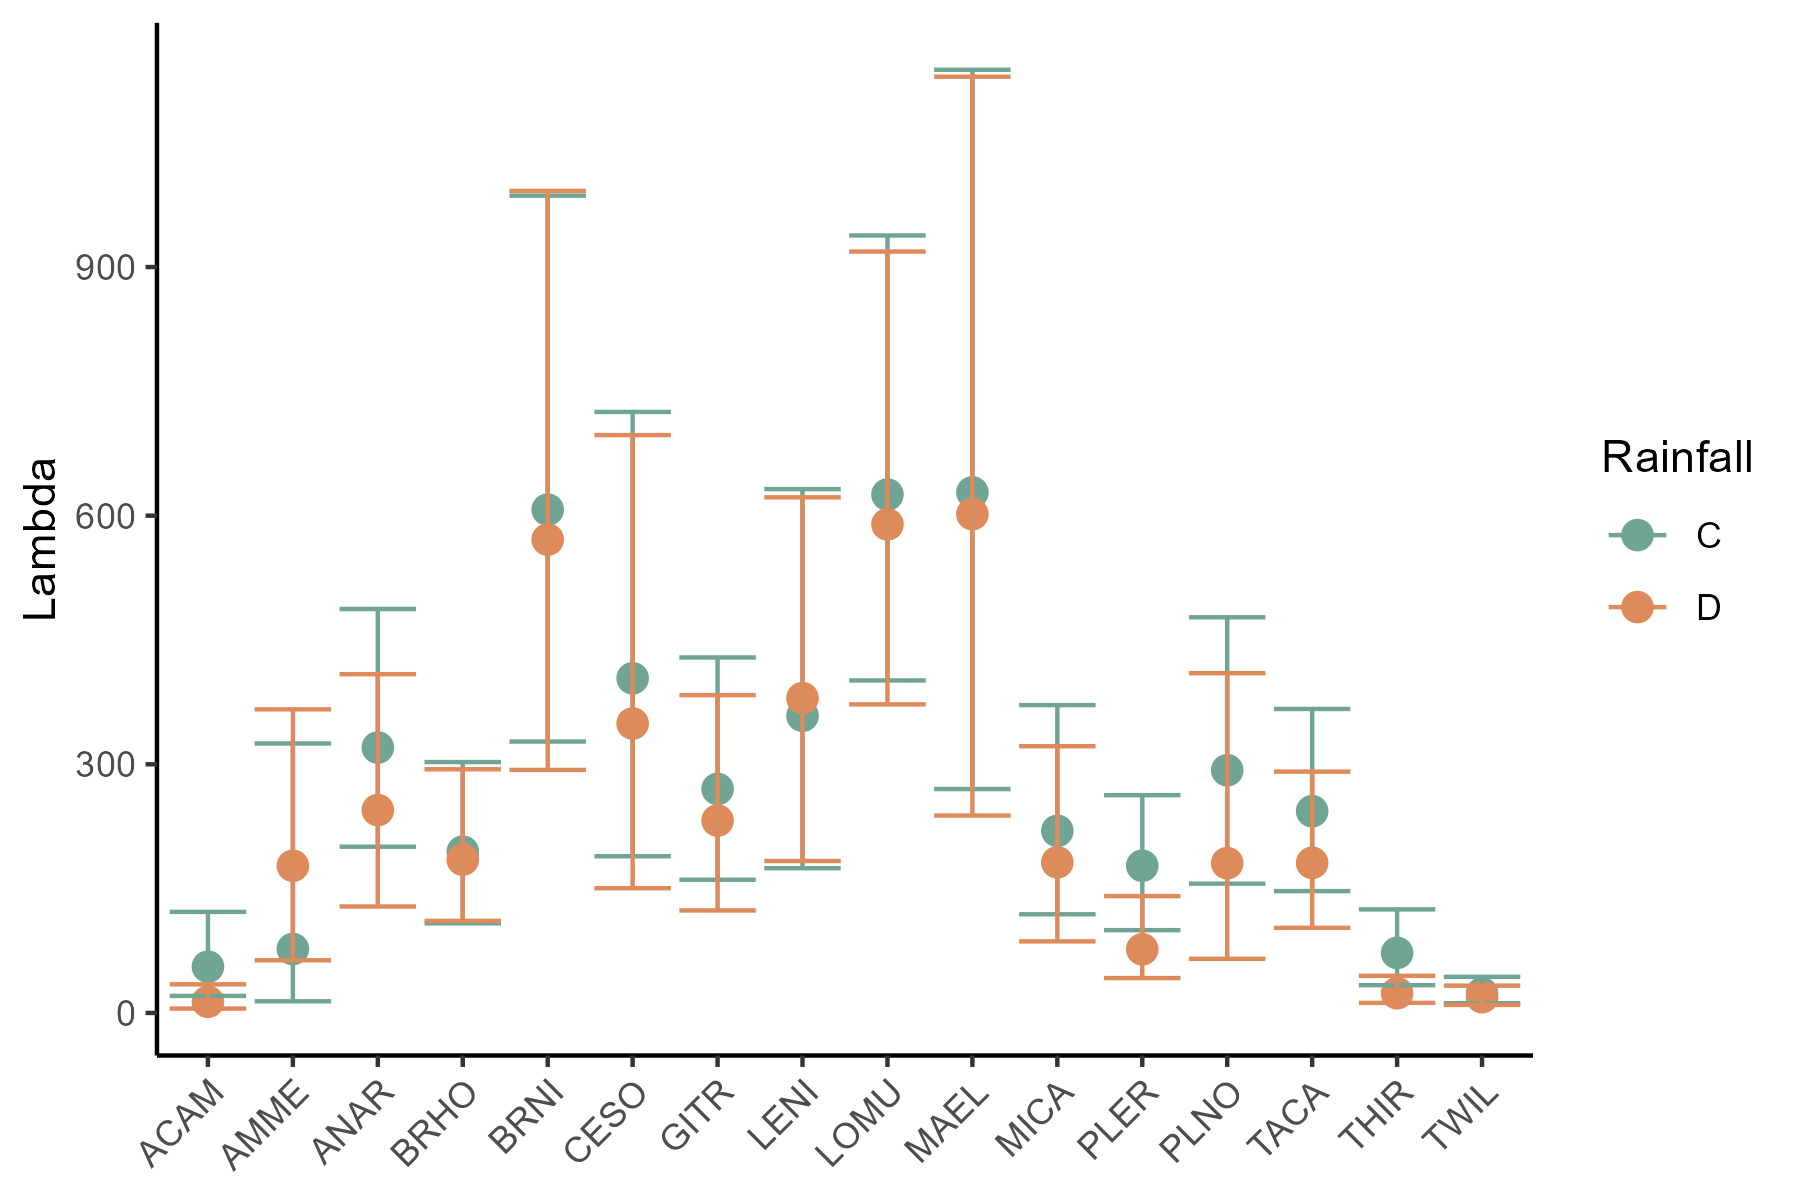 Lambda
900
600
300
0
ACAM
AMME
ANAR
BRHO
BRNI
CESO
GITR
LENI
LOMU
MAEL
MICA
PLER
PLNO
TACA
THIR
TWIL
Rainfall
C
D